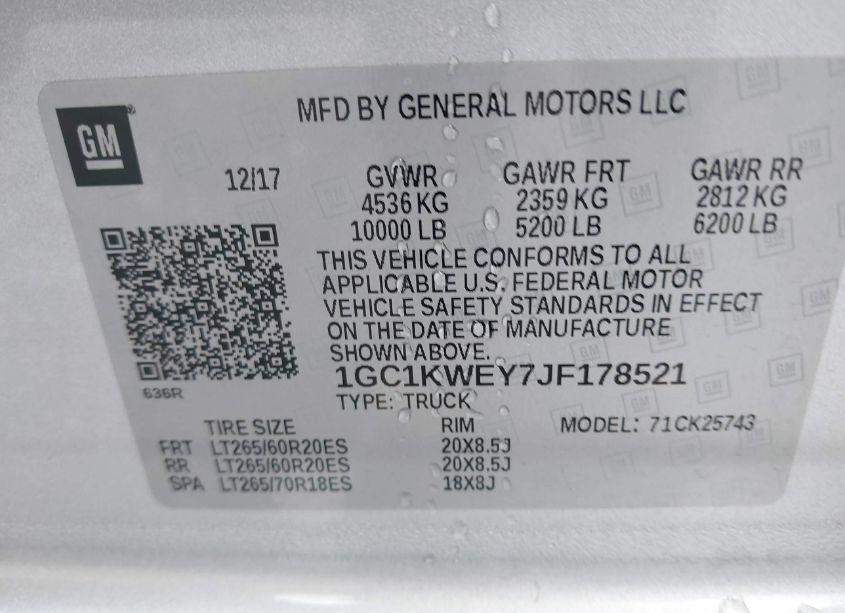 GM
MFD BY GENERAL MOTORS LLC
12/17 GVWR GAWR FRT GAWR RR
4536 KG 2359 KG 2812 KG
10000 LB 5200 LB 6200 LB
THIS VEHICLE CONFORMS TO ALL
APPLICABLE U.S. FEDERAL MOTOR
VEHICLE SAFETY STANDARDS IN EFFECT
ON THE DATE OF MANUFACTURE
SHOWN ABOVE.
1GC1KWEY7JF178521
636R
TYPE: TRUCK
TIRE SIZE RIM MODEL: 71CK25743
FRT LT265/60R20ES 20X8.5J
RR LT265/60R20ES 20X8.5J
SPA LT265/70R18ES 18X8J